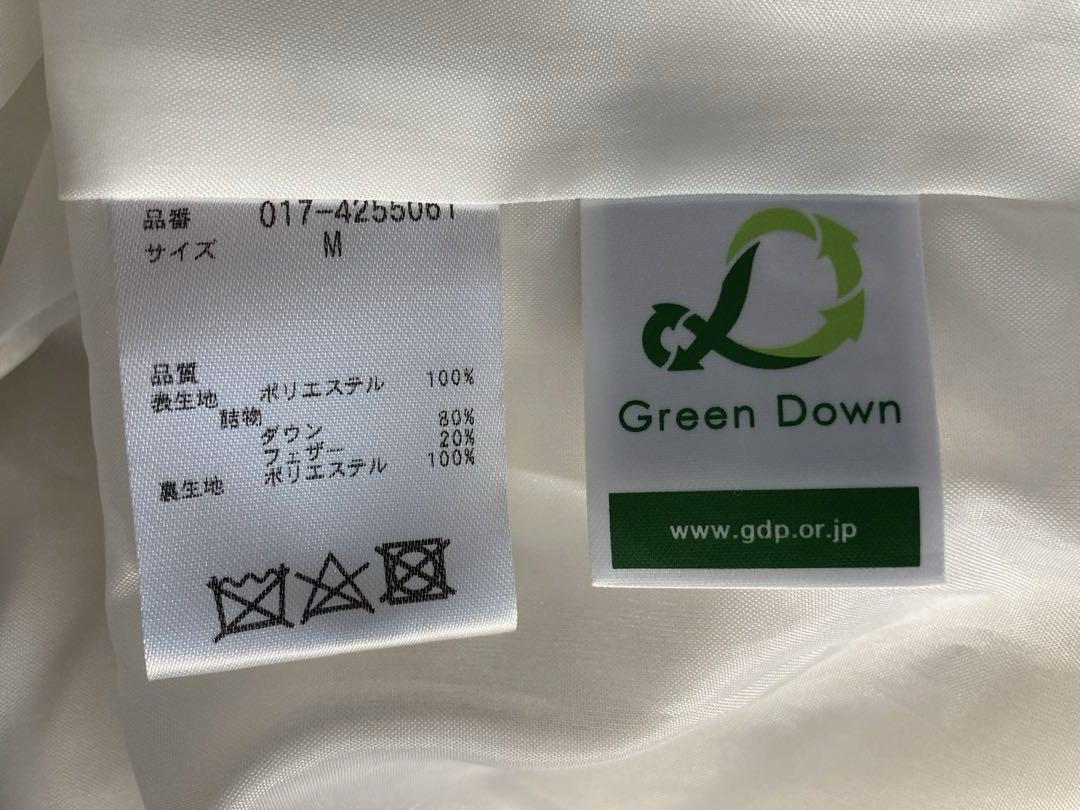 品番 017-4255061
サイズ M
品質
表生地 ポリエステル 100%
詰物
ダウン 80%
フェザー 20%
裏生地 ポリエステル 100%
Green Down
www.gdp.or.jp